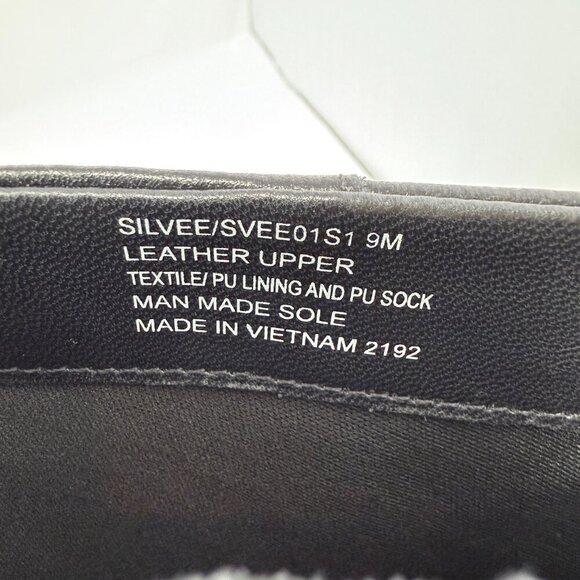 SILVEE/SVEE01S1 9M
LEATHER UPPER
TEXTILE/ PU LINING AND PU SOCK
MAN MADE SOLE
MADE IN VIETNAM 2192